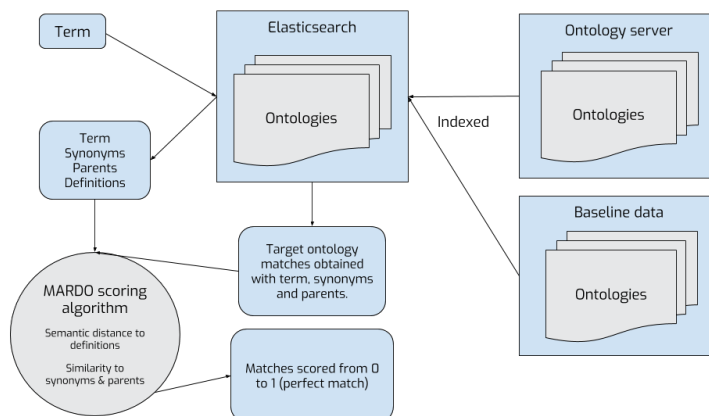 Term
Elasticsearch
Ontologies
Ontology server
Ontologies
Indexed
Term
Synonyms
Parents
Definitions
Baseline data
Ontologies
Target ontology
matches obtained
with term, synonyms
and parents.
MARDO scoring
algorithm
Semantic distance to
definitions
Similarity to
synonyms & parents
Matches scored from 0
to 1 (perfect match)